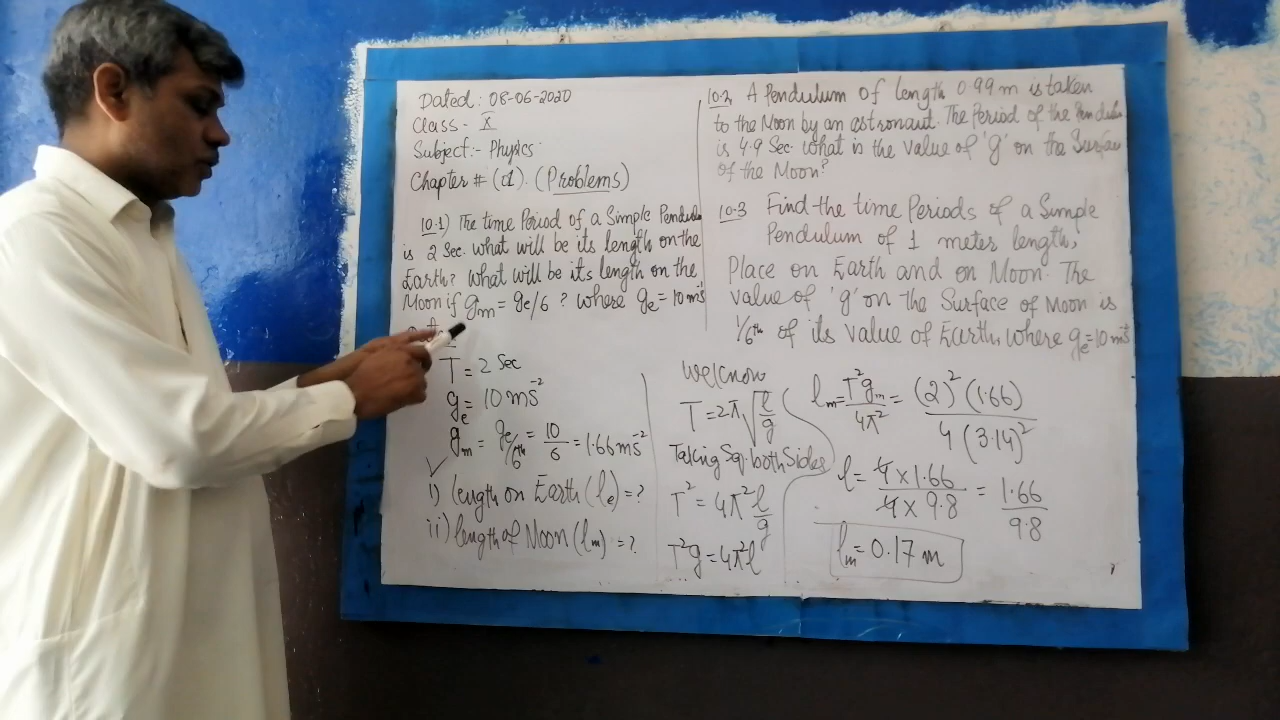 Dated: 08-06-2020
Class - X
Subject:- Physics
Chapter # (01). (Problems)
10.1) The time Period of a Simple Pendulum
is 2 Sec. what will be its length on the
Earth? What will be its length on the
Moon if gm = ge/6 ? where ge = 10 ms⁻²
T = 2 Sec
ge = 10 ms⁻²
gm = ge/6th = 10/6 = 1.66 ms⁻²
✓
i) length on Earth (le) = ?
ii) length of Moon (lm) = ?
10.2 A Pendulum of length 0.99 m is taken
to the Moon by an astronaut. The Period of the Pendulum
is 4.9 Sec. what is the value of 'g' on the Surface
of the Moon?
10.3 Find the time Periods of a Simple
Pendulum of 1 meter length,
Place on Earth and on Moon. The
value of 'g' on the Surface of Moon is
1/6th of its value of Earth where ge = 10 ms⁻²
We know
T = 2π√(l/g)
Taking Sq. both Sides
T² = 4π² l/g
T²g = 4π²l
lm = T²gm/4π² = (2)²(1.66)/4(3.14)²
l = 4 x 1.66/4 x 9.8 = 1.66/9.8
lm = 0.17 m